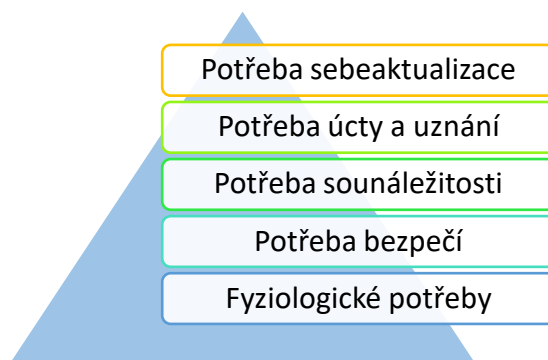 Potřeba sebeaktualizace
Potřeba úcty a uznání
Potřeba sounáležitosti
Potřeba bezpečí
Fyziologické potřeby